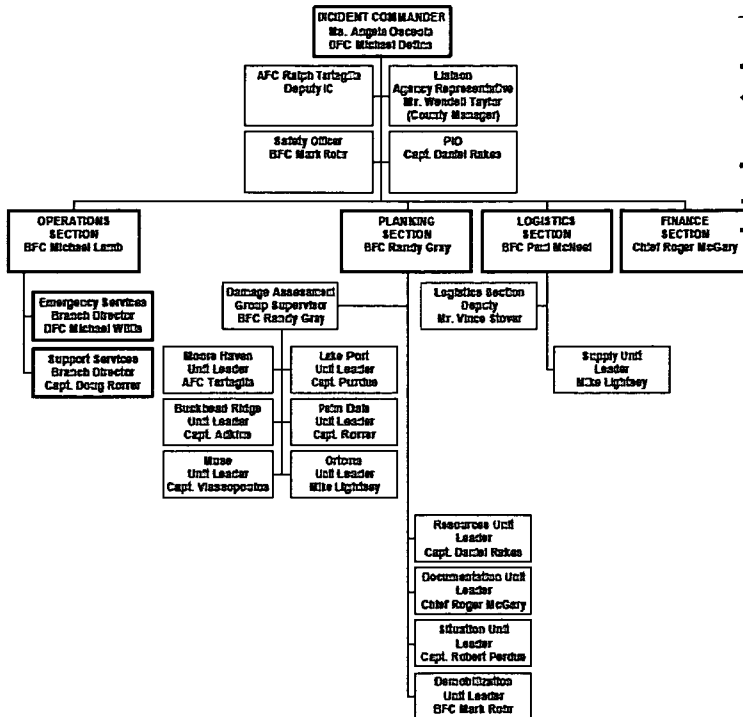 INCIDENT COMMANDER
Ms. Angela
DFC Michael
AFC Ralph Tartaglia
Deputy IC
Liaison
Agency Representative
Mr. Wendell Taylor
(County Manager)
Safety Officer
BFC Mark Rohr
PIO
Capt. Daniel Rakes
OPERATIONS
SECTION
BFC Michael Lamb
PLANNING
SECTION
BFC Randy Gray
LOGISTICS
SECTION
BFC Paul McNeel
FINANCE
SECTION
Chief Roger McGary
Emergency Services
Branch Director
DFC Michael Willis
Support Services
Branch Director
Capt. Doug Rorrer
Damage Assessment
Group Supervisor
BFC Randy Gray
Logistics Section
Deputy
Mr. Vince Stover
Supply Unit
Leader
Mike Lightsey
Moore Haven
Unit Leader
AFC Tartaglia
Lake Port
Unit Leader
Capt. Purdue
Buckhead Ridge
Unit Leader
Capt. Adkins
Palm Dale
Unit Leader
Capt. Rorrer
Muse
Unit Leader
Capt. Vlassopoulos
Ortona
Unit Leader
Mike Lightsey
Resources Unit
Leader
Capt. Daniel Rakes
Documentation Unit
Leader
Chief Roger McGary
Situation Unit
Leader
Capt. Robert Perdue
Demobilization
Unit Leader
BFC Mark Rohr